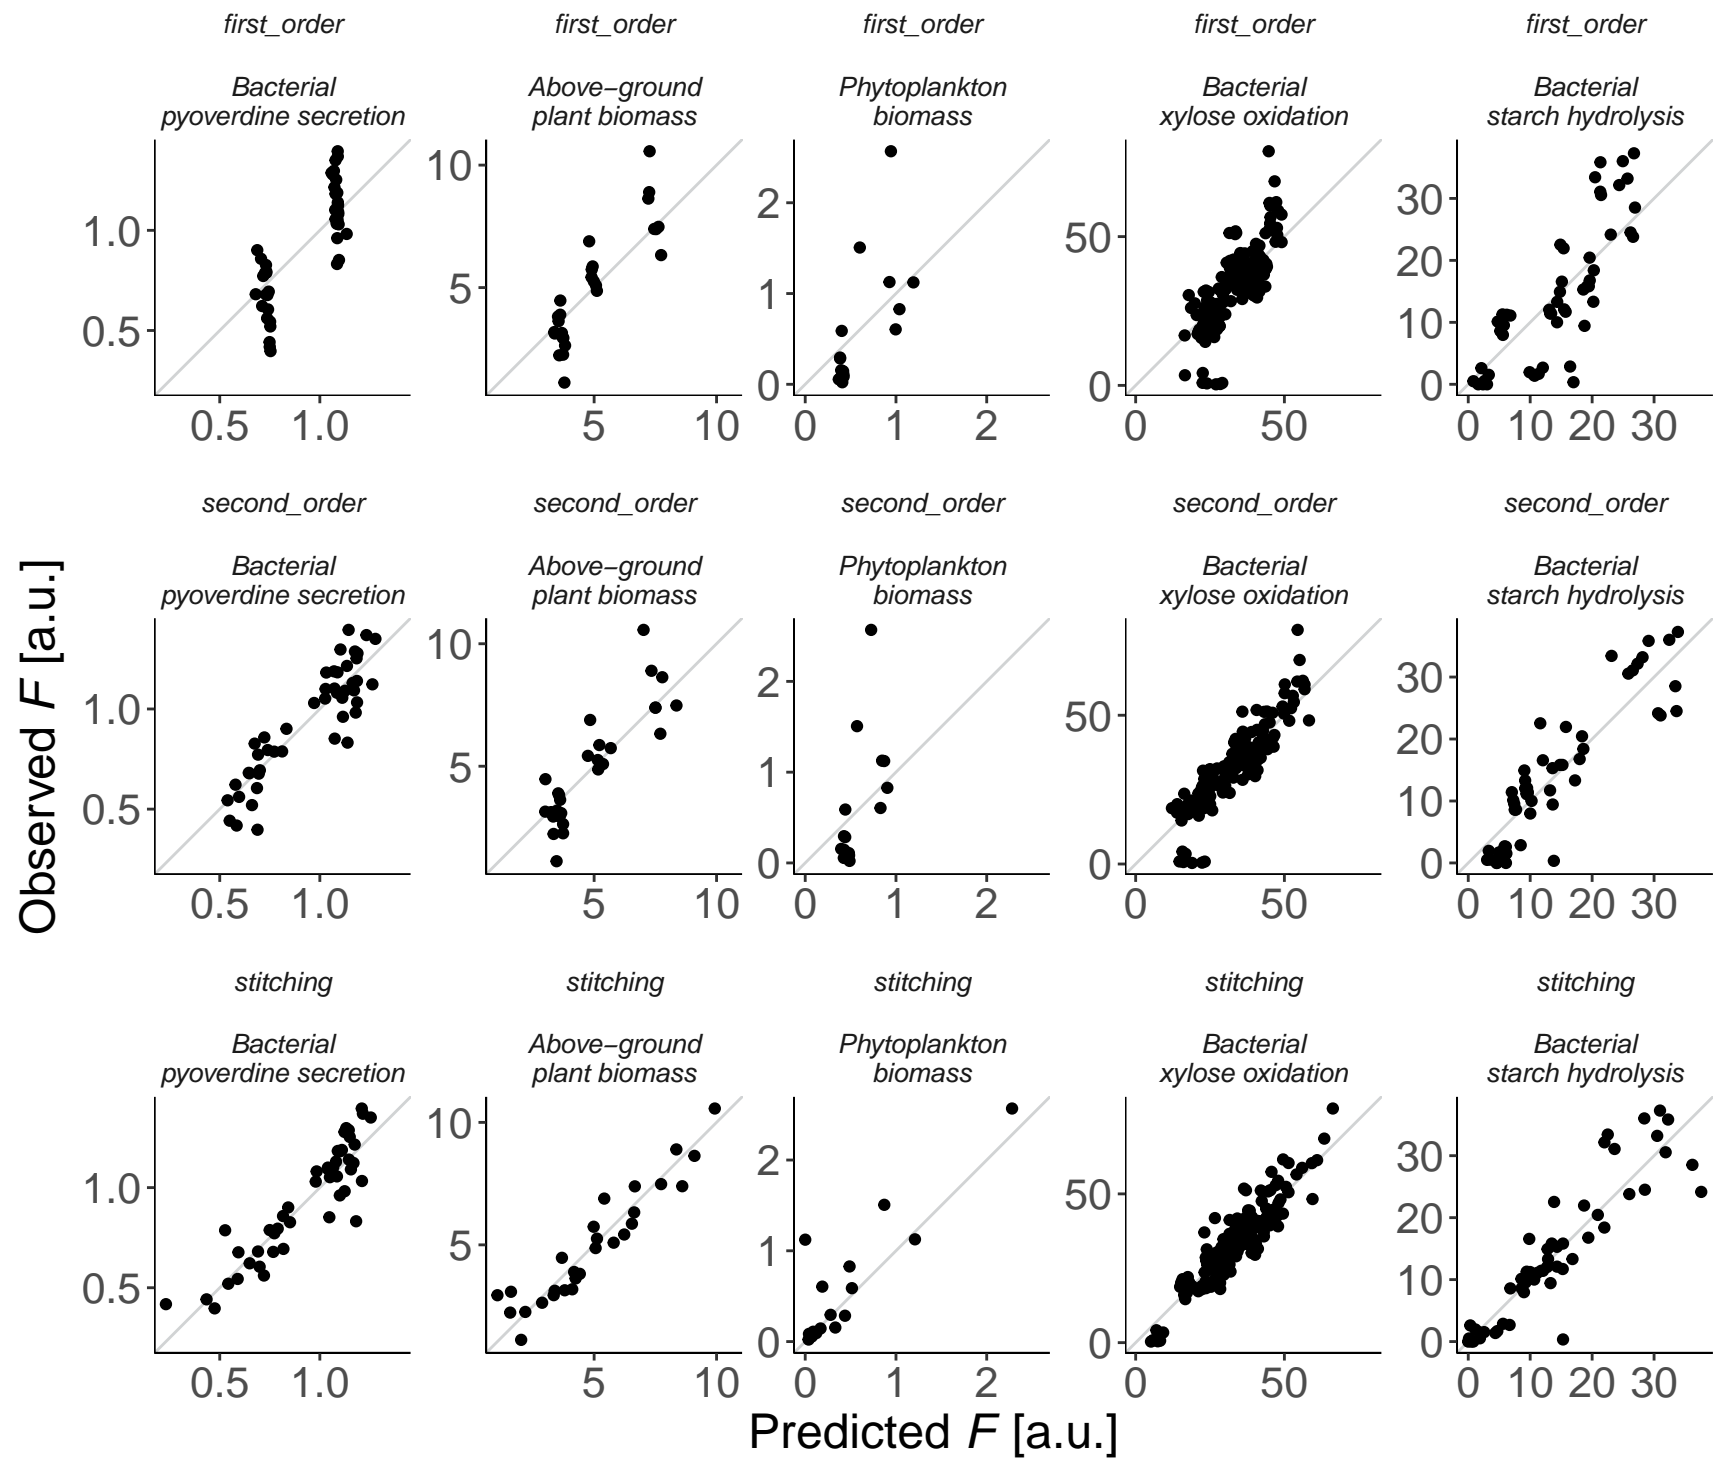 first_order first_order first_order first_order first_order
Bacterial Above−ground Phytoplankton Bacterial Bacterial
pyoverdine secretion plant biomass biomass xylose oxidation starch hydrolysis
1.0
0.5
0.5 1.0
10
5
5 10
2
1
0
0 1 2
50
0
0 50
30
20
10
0
0 10 20 30
second_order second_order second_order second_order second_order
Bacterial Above−ground Phytoplankton Bacterial Bacterial
pyoverdine secretion plant biomass biomass xylose oxidation starch hydrolysis
Observed F [a.u.]
1.0
0.5
0.5 1.0
10
5
5 10
2
1
0
0 1 2
50
0
0 50
30
20
10
0
0 10 20 30
stitching stitching stitching stitching stitching
Bacterial Above−ground Phytoplankton Bacterial Bacterial
pyoverdine secretion plant biomass biomass xylose oxidation starch hydrolysis
1.0
0.5
0.5 1.0
10
5
5 10
2
1
0
0 1 2
50
0
0 50
30
20
10
0
0 10 20 30
Predicted F [a.u.]